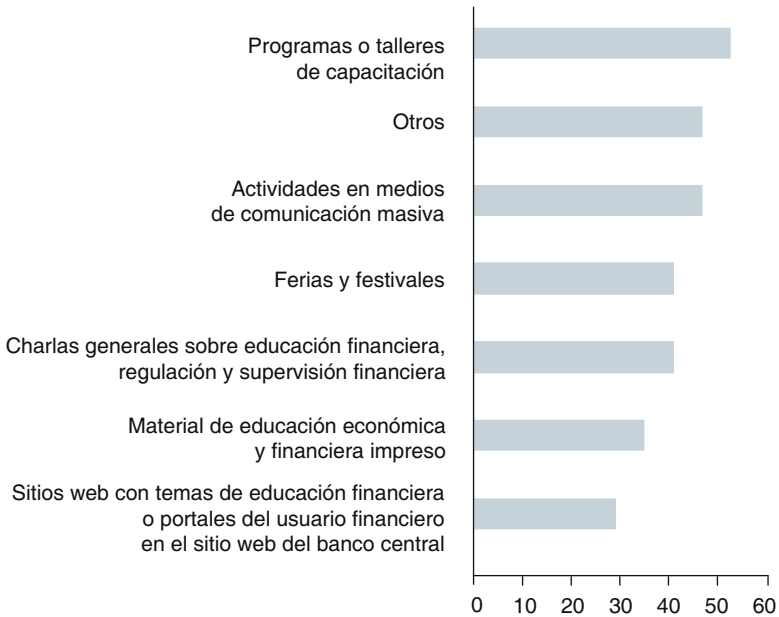 Programas o talleres
de capacitación
Otros
Actividades en medios
de comunicación masiva
Ferias y festivales
Charlas generales sobre educación financiera,
regulación y supervisión financiera
Material de educación económica
y financiera impreso
Sitios web con temas de educación financiera
o portales del usuario financiero
en el sitio web del banco central
0 10 20 30 40 50 60